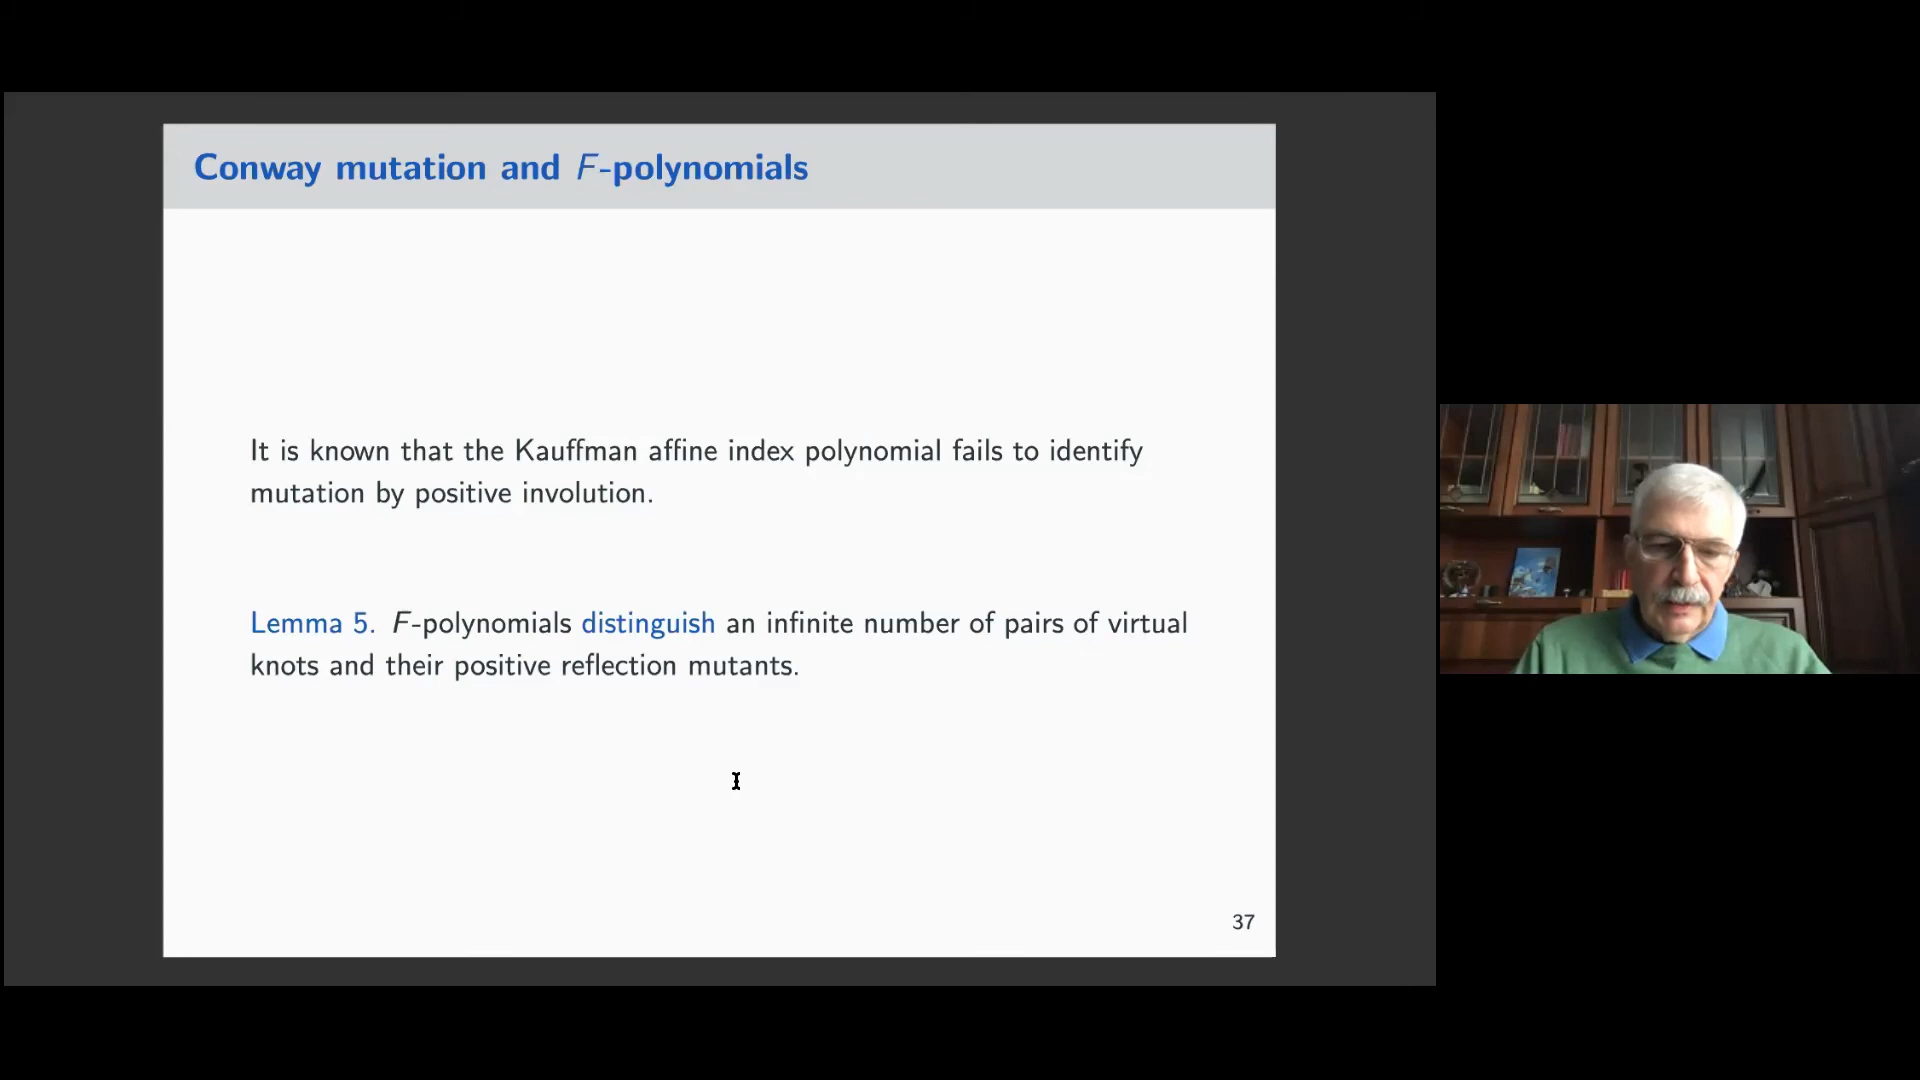 Conway mutation and F-polynomials
It is known that the Kauffman affine index polynomial fails to identify
mutation by positive involution.
Lemma 5. F-polynomials distinguish an infinite number of pairs of virtual
knots and their positive reflection mutants.
37